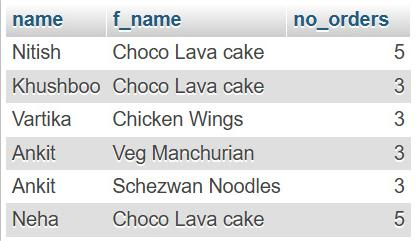 name f_name no_orders
Nitish Choco Lava cake 5
Khushboo Choco Lava cake 3
Vartika Chicken Wings 3
Ankit Veg Manchurian 3
Ankit Schezwan Noodles 3
Neha Choco Lava cake 5